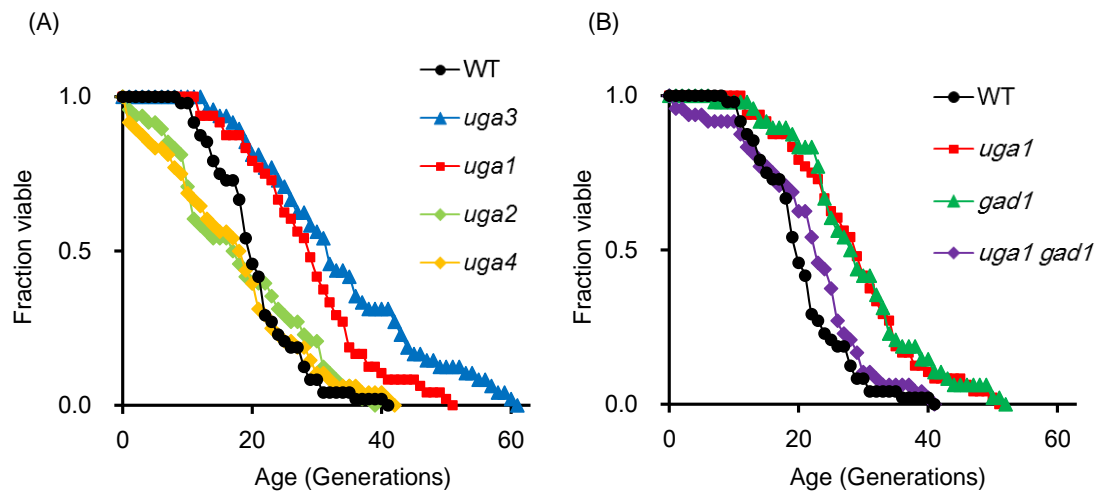 (A)
WT
uga3
uga1
uga2
uga4
1.0
0.5
0.0
Fraction viable
0
20
40
60
Age (Generations)
(B)
WT
uga1
gad1
uga1 gad1
1.0
0.5
0.0
Fraction viable
0
20
40
60
Age (Generations)